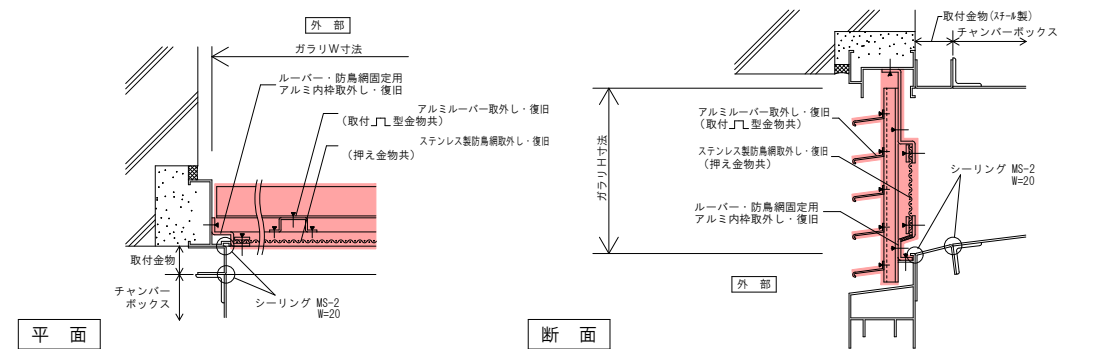 外 部
ガラリW寸法
ルーバー・防鳥網固定用
アルミ内枠取外し・復旧
アルミルーバー取外し・復旧
(取付 型金物共)
ステンレス製防鳥網取外し・復旧
(押え金物共)
取付金物
チャンバー
ボックス
シーリング MS-2
W=20
平 面
取付金物(スチール製)
チャンバーボックス
ガラリH寸法
アルミルーバー取外し・復旧
(取付 型金物共)
ステンレス製防鳥網取外し・復旧
(押え金物共)
シーリング MS-2
W=20
ルーバー・防鳥網固定用
アルミ内枠取外し・復旧
外 部
断 面